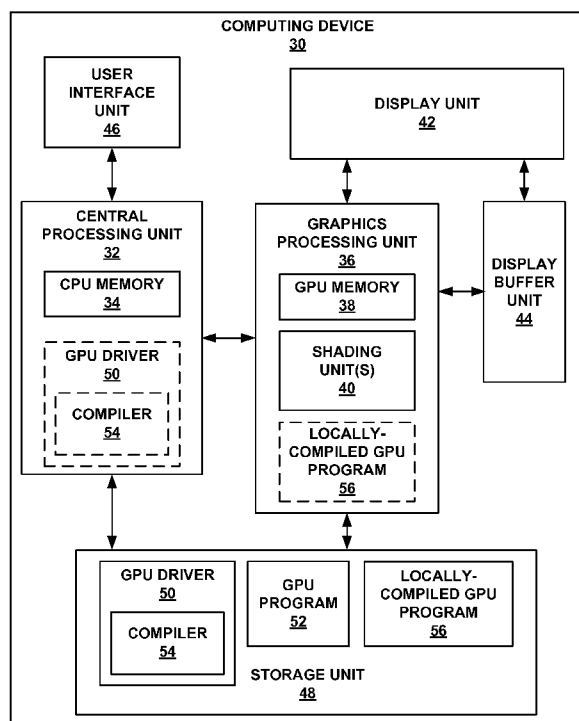 COMPUTING DEVICE
30
USER
INTERFACE
UNIT
46
DISPLAY UNIT
42
CENTRAL
PROCESSING UNIT
32
CPU MEMORY
34
GPU DRIVER
50
COMPILER
54
GRAPHICS
PROCESSING UNIT
36
GPU MEMORY
38
SHADING
UNIT(S)
40
LOCALLY-
COMPILED GPU
PROGRAM
56
DISPLAY
BUFFER
UNIT
44
GPU DRIVER
50
COMPILER
54
GPU
PROGRAM
52
LOCALLY-
COMPILED GPU
PROGRAM
56
STORAGE UNIT
48